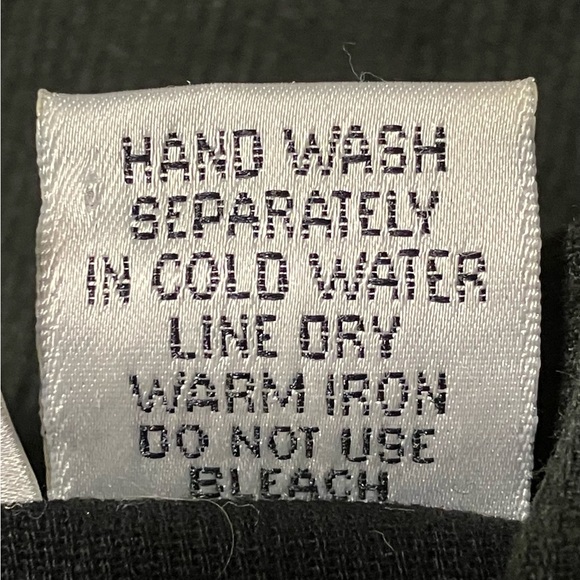 HAND WASH
SEPARATELY
IN COLD WATER
LINE DRY
WARM IRON
DO NOT USE
BLEACH